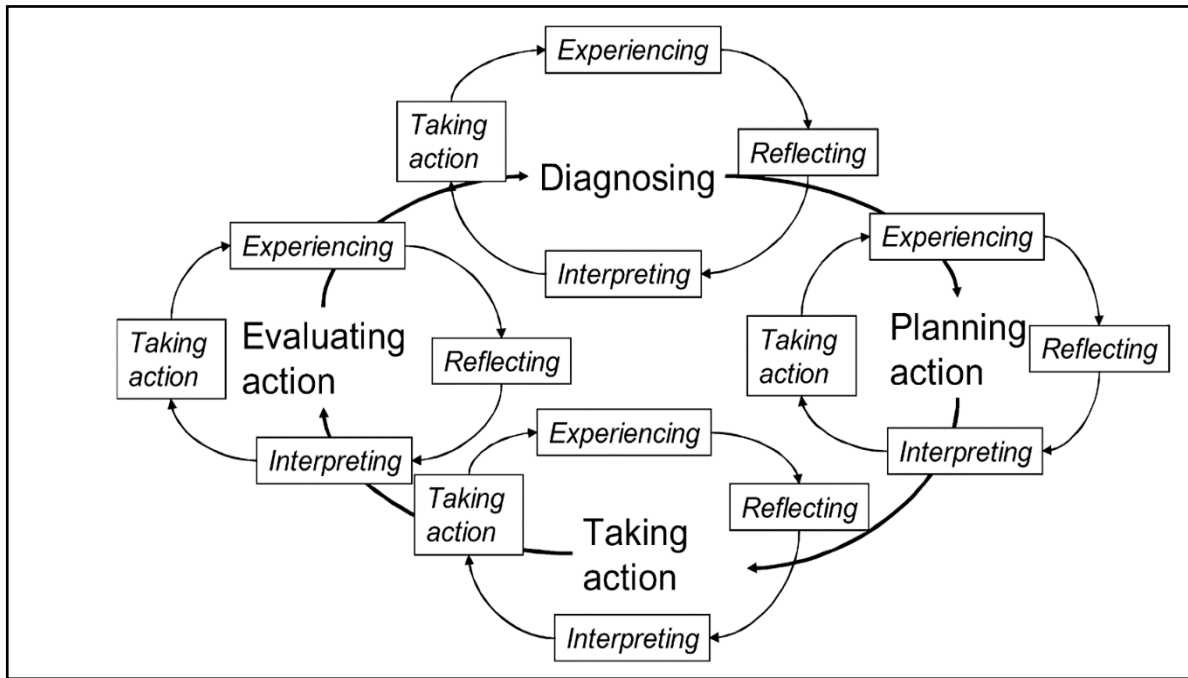 Experiencing
Taking
action
Reflecting
Diagnosing
Interpreting
Experiencing
Taking
action
Reflecting
Planning
action
Interpreting
Experiencing
Taking
action
Reflecting
Taking
action
Interpreting
Experiencing
Taking
action
Reflecting
Evaluating
action
Interpreting